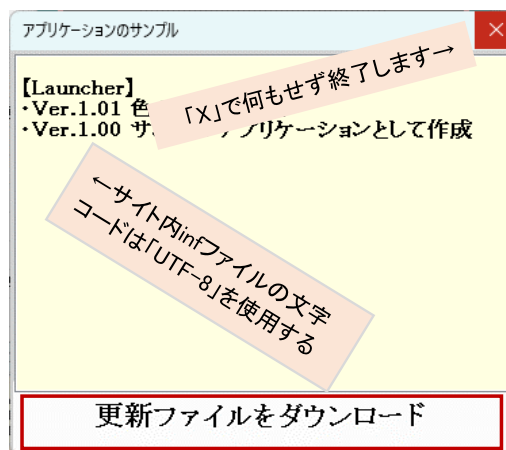 アプリケーションのサンプル
【Launcher】
・Ver.1.01 色
・Ver.1.00 サ
プリケーションとして作成
「X」で何もせず終了します→
←サイト内infファイルの文字
コードは「UTF-8」を使用する
更新ファイルをダウンロード